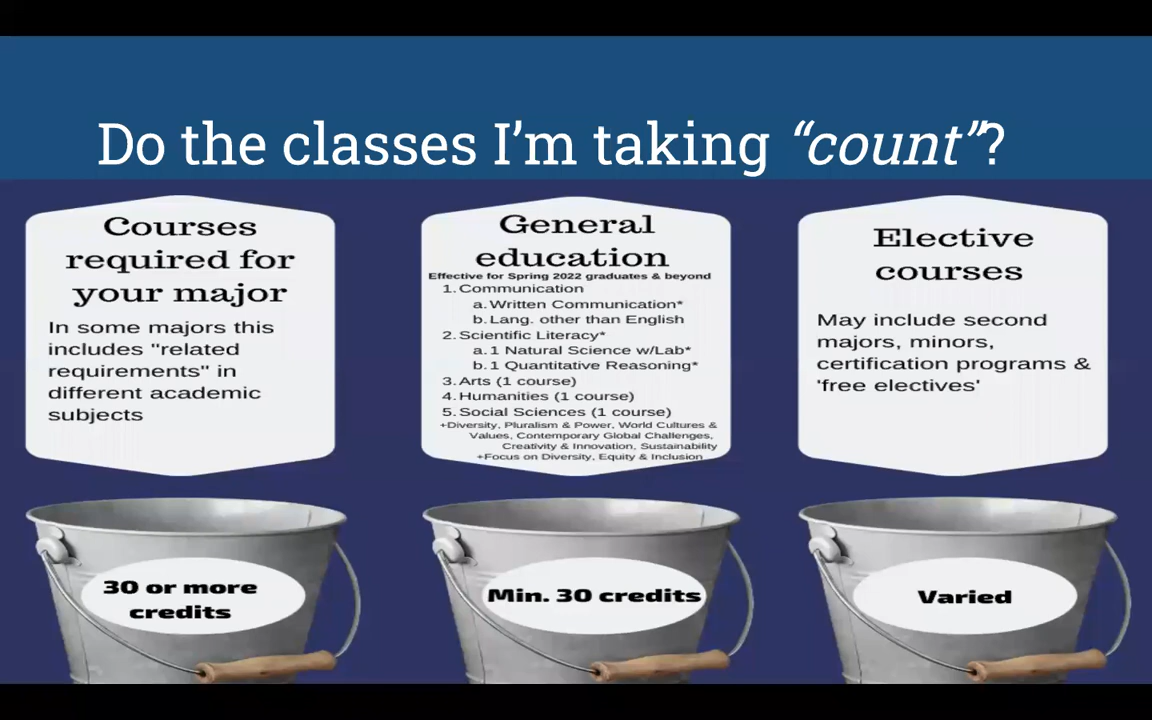 Do the classes I'm taking “count”?
Courses
required for
your major
In some majors this
includes "related
requirements" in
different academic
subjects
30 or more
credits
General
education
Effective for Spring 2022 graduates & beyond
1. Communication
a. Written Communication*
b. Lang. other than English
2. Scientific Literacy*
a. 1 Natural Science w/Lab*
b. 1 Quantitative Reasoning*
3. Arts (1 course)
4. Humanities (1 course)
5. Social Sciences (1 course)
+Diversity, Pluralism & Power, World Cultures &
Values, Contemporary Global Challenges,
Creativity & Innovation, Sustainability
+Focus on Diversity, Equity & Inclusion
Min. 30 credits
Elective
courses
May include second
majors, minors,
certification programs &
'free electives'
Varied